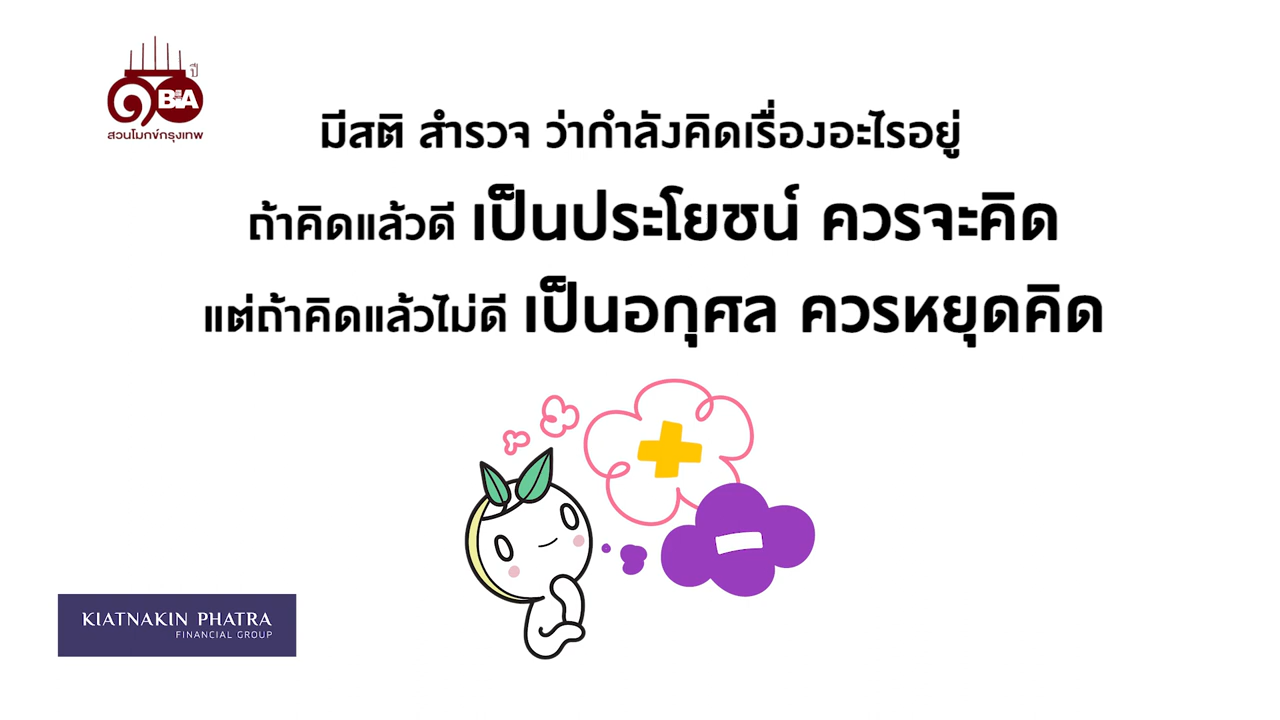 ๑๐ ปี
BIA
สวนโมกข์กรุงเทพ
มีสติ สำรวจ ว่ากำลังคิดเรื่องอะไรอยู่
ถ้าคิดแล้วดี เป็นประโยชน์ ควรจะคิด
แต่ถ้าคิดแล้วไม่ดี เป็นอกุศล ควรหยุดคิด
KIATNAKIN PHATRA
FINANCIAL GROUP